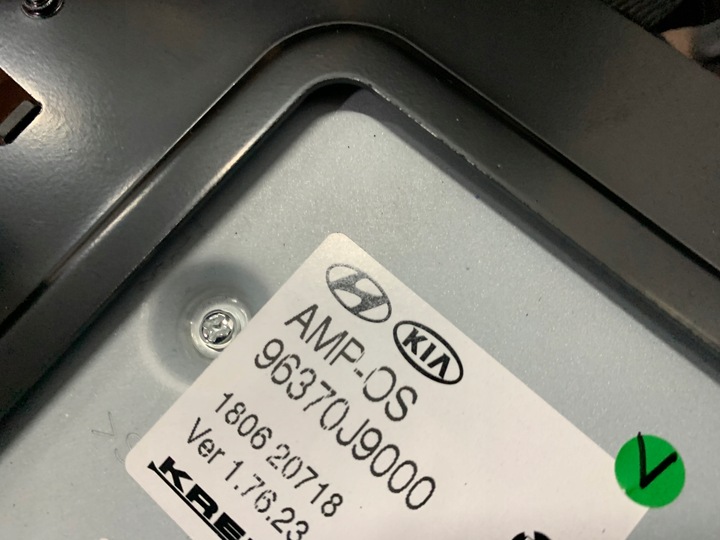 KIA
AMP-OS
96370J9000
1806 20718
Ver 1.76.23
V